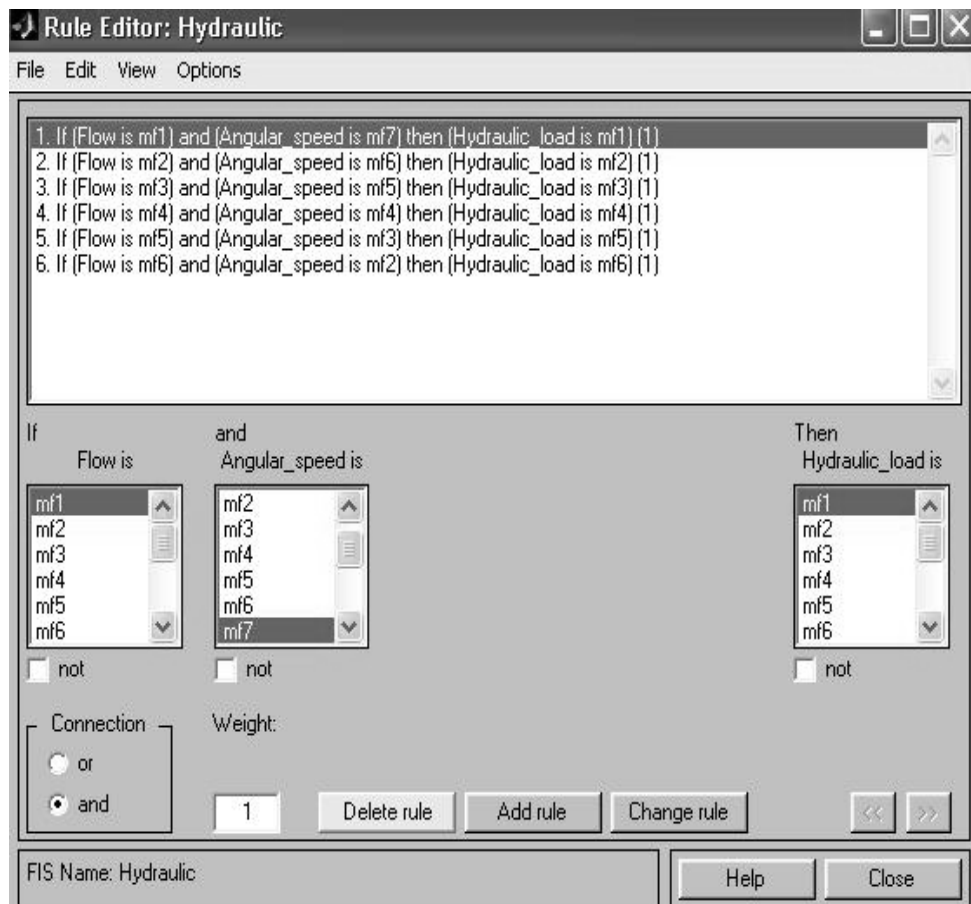 Rule Editor: Hydraulic
File Edit View Options
1. If (Flow is mf1) and (Angular_speed is mf7) then (Hydraulic_load is mf1) (1)
2. If (Flow is mf2) and (Angular_speed is mf6) then (Hydraulic_load is mf2) (1)
3. If (Flow is mf3) and (Angular_speed is mf5) then (Hydraulic_load is mf3) (1)
4. If (Flow is mf4) and (Angular_speed is mf4) then (Hydraulic_load is mf4) (1)
5. If (Flow is mf5) and (Angular_speed is mf3) then (Hydraulic_load is mf5) (1)
6. If (Flow is mf6) and (Angular_speed is mf2) then (Hydraulic_load is mf6) (1)
If
Flow is
mf1
mf2
mf3
mf4
mf5
mf6
not
and
Angular_speed is
mf2
mf3
mf4
mf5
mf6
mf7
not
Then
Hydraulic_load is
mf1
mf2
mf3
mf4
mf5
mf6
not
Connection
or
and
Weight:
1
Delete rule
Add rule
Change rule
<<
>>
FIS Name: Hydraulic
Help
Close